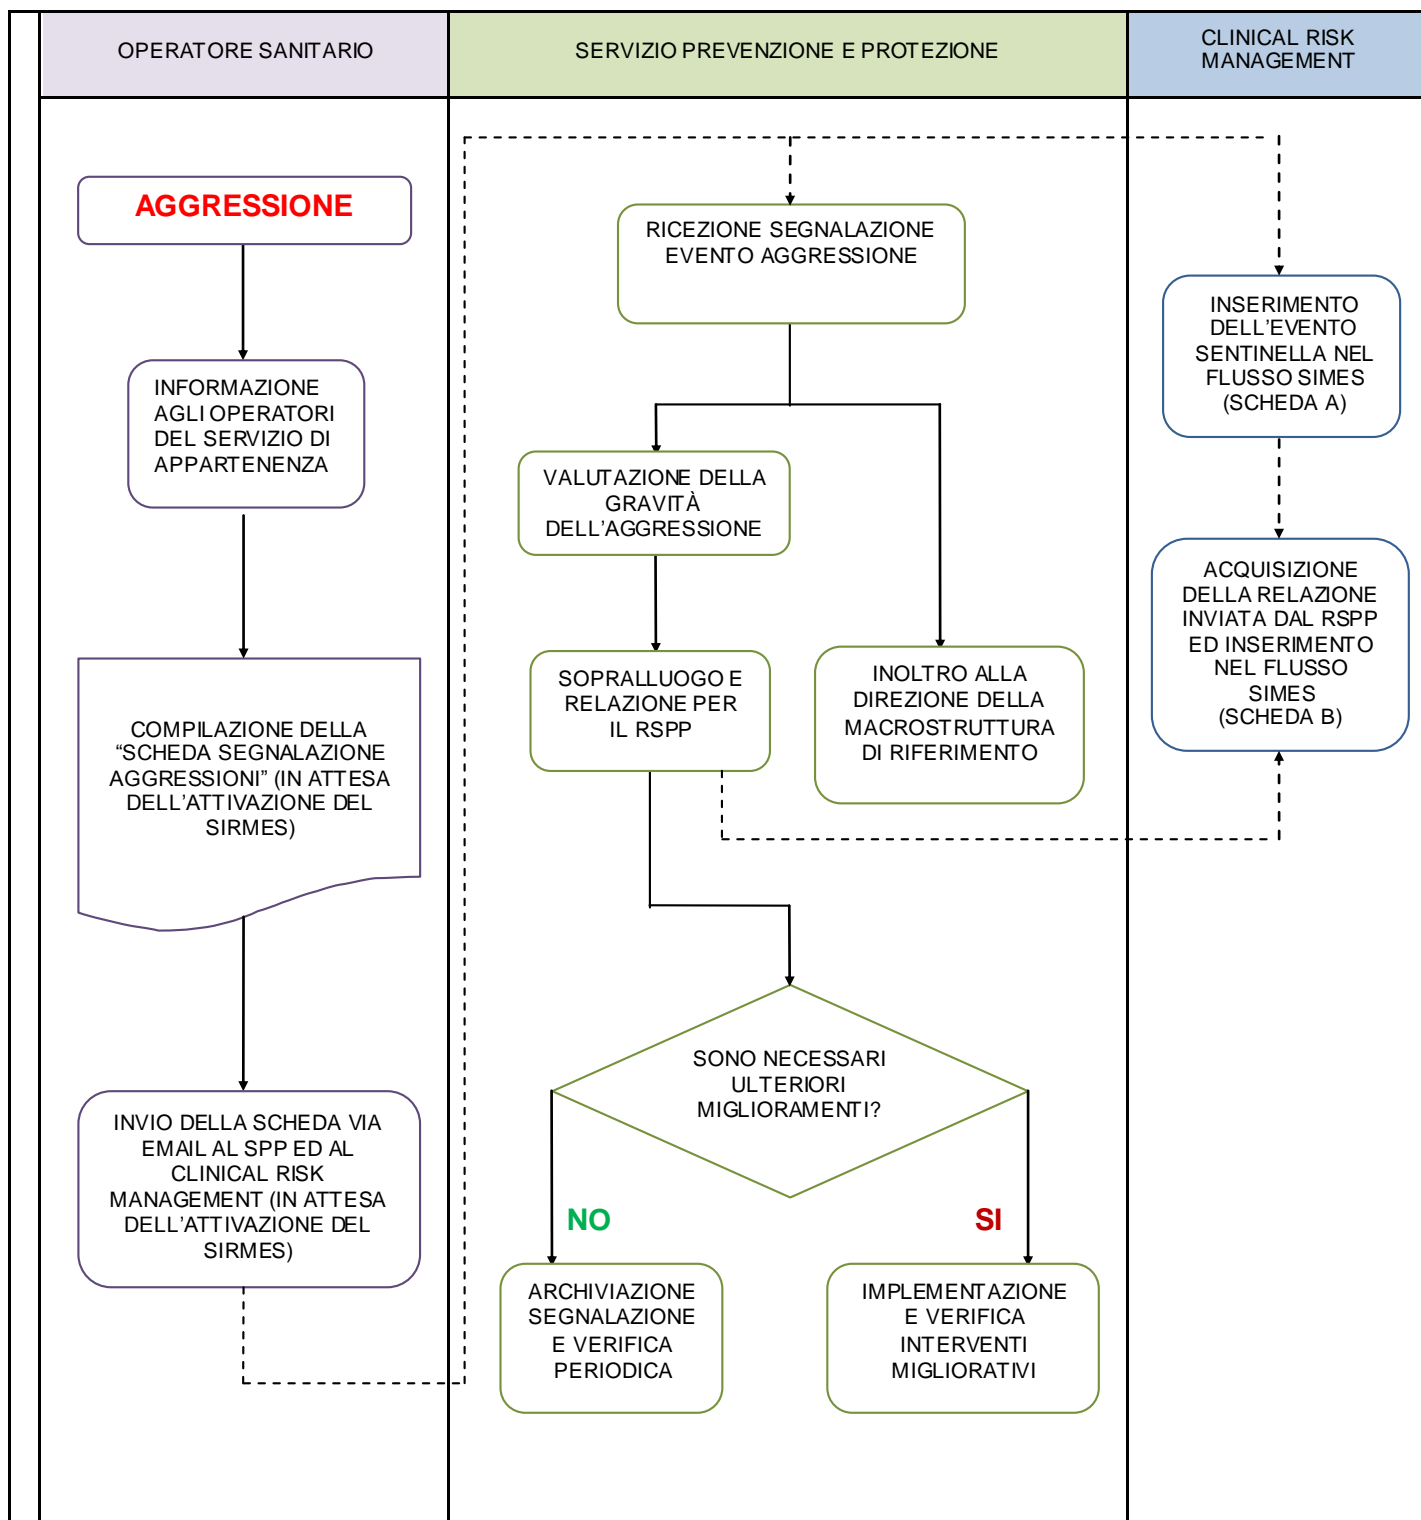 OPERATORE SANITARIO
SERVIZIO PREVENZIONE E PROTEZIONE
CLINICAL RISK
MANAGEMENT
AGGRESSIONE
INFORMAZIONE
AGLI OPERATORI
DEL SERVIZIO DI
APPARTENENZA
COMPILAZIONE DELLA
“SCHEDA SEGNALAZIONE
AGGRESSIONI” (IN ATTESA
DELL’ATTIVAZIONE DEL
SIRMES)
INVIO DELLA SCHEDA VIA
EMAIL AL SPP ED AL
CLINICAL RISK
MANAGEMENT (IN ATTESA
DELL’ATTIVAZIONE DEL
SIRMES)
RICEZIONE SEGNALAZIONE
EVENTO AGGRESSIONE
VALUTAZIONE DELLA
GRAVITÀ
DELL’AGGRESSIONE
SOPRALLUOGO E
RELAZIONE PER
IL RSPP
INOLTRO ALLA
DIREZIONE DELLA
MACROSTRUTTURA
DI RIFERIMENTO
SONO NECESSARI
ULTERIORI
MIGLIORAMENTI?
NO
SI
ARCHIVIAZIONE
SEGNALAZIONE
E VERIFICA
PERIODICA
IMPLEMENTAZIONE
E VERIFICA
INTERVENTI
MIGLIORATIVI
INSERIMENTO
DELL’EVENTO
SENTINELLA NEL
FLUSSO SIMES
(SCHEDA A)
ACQUISIZIONE
DELLA RELAZIONE
INVIATA DAL RSPP
ED INSERIMENTO
NEL FLUSSO
SIMES
(SCHEDA B)